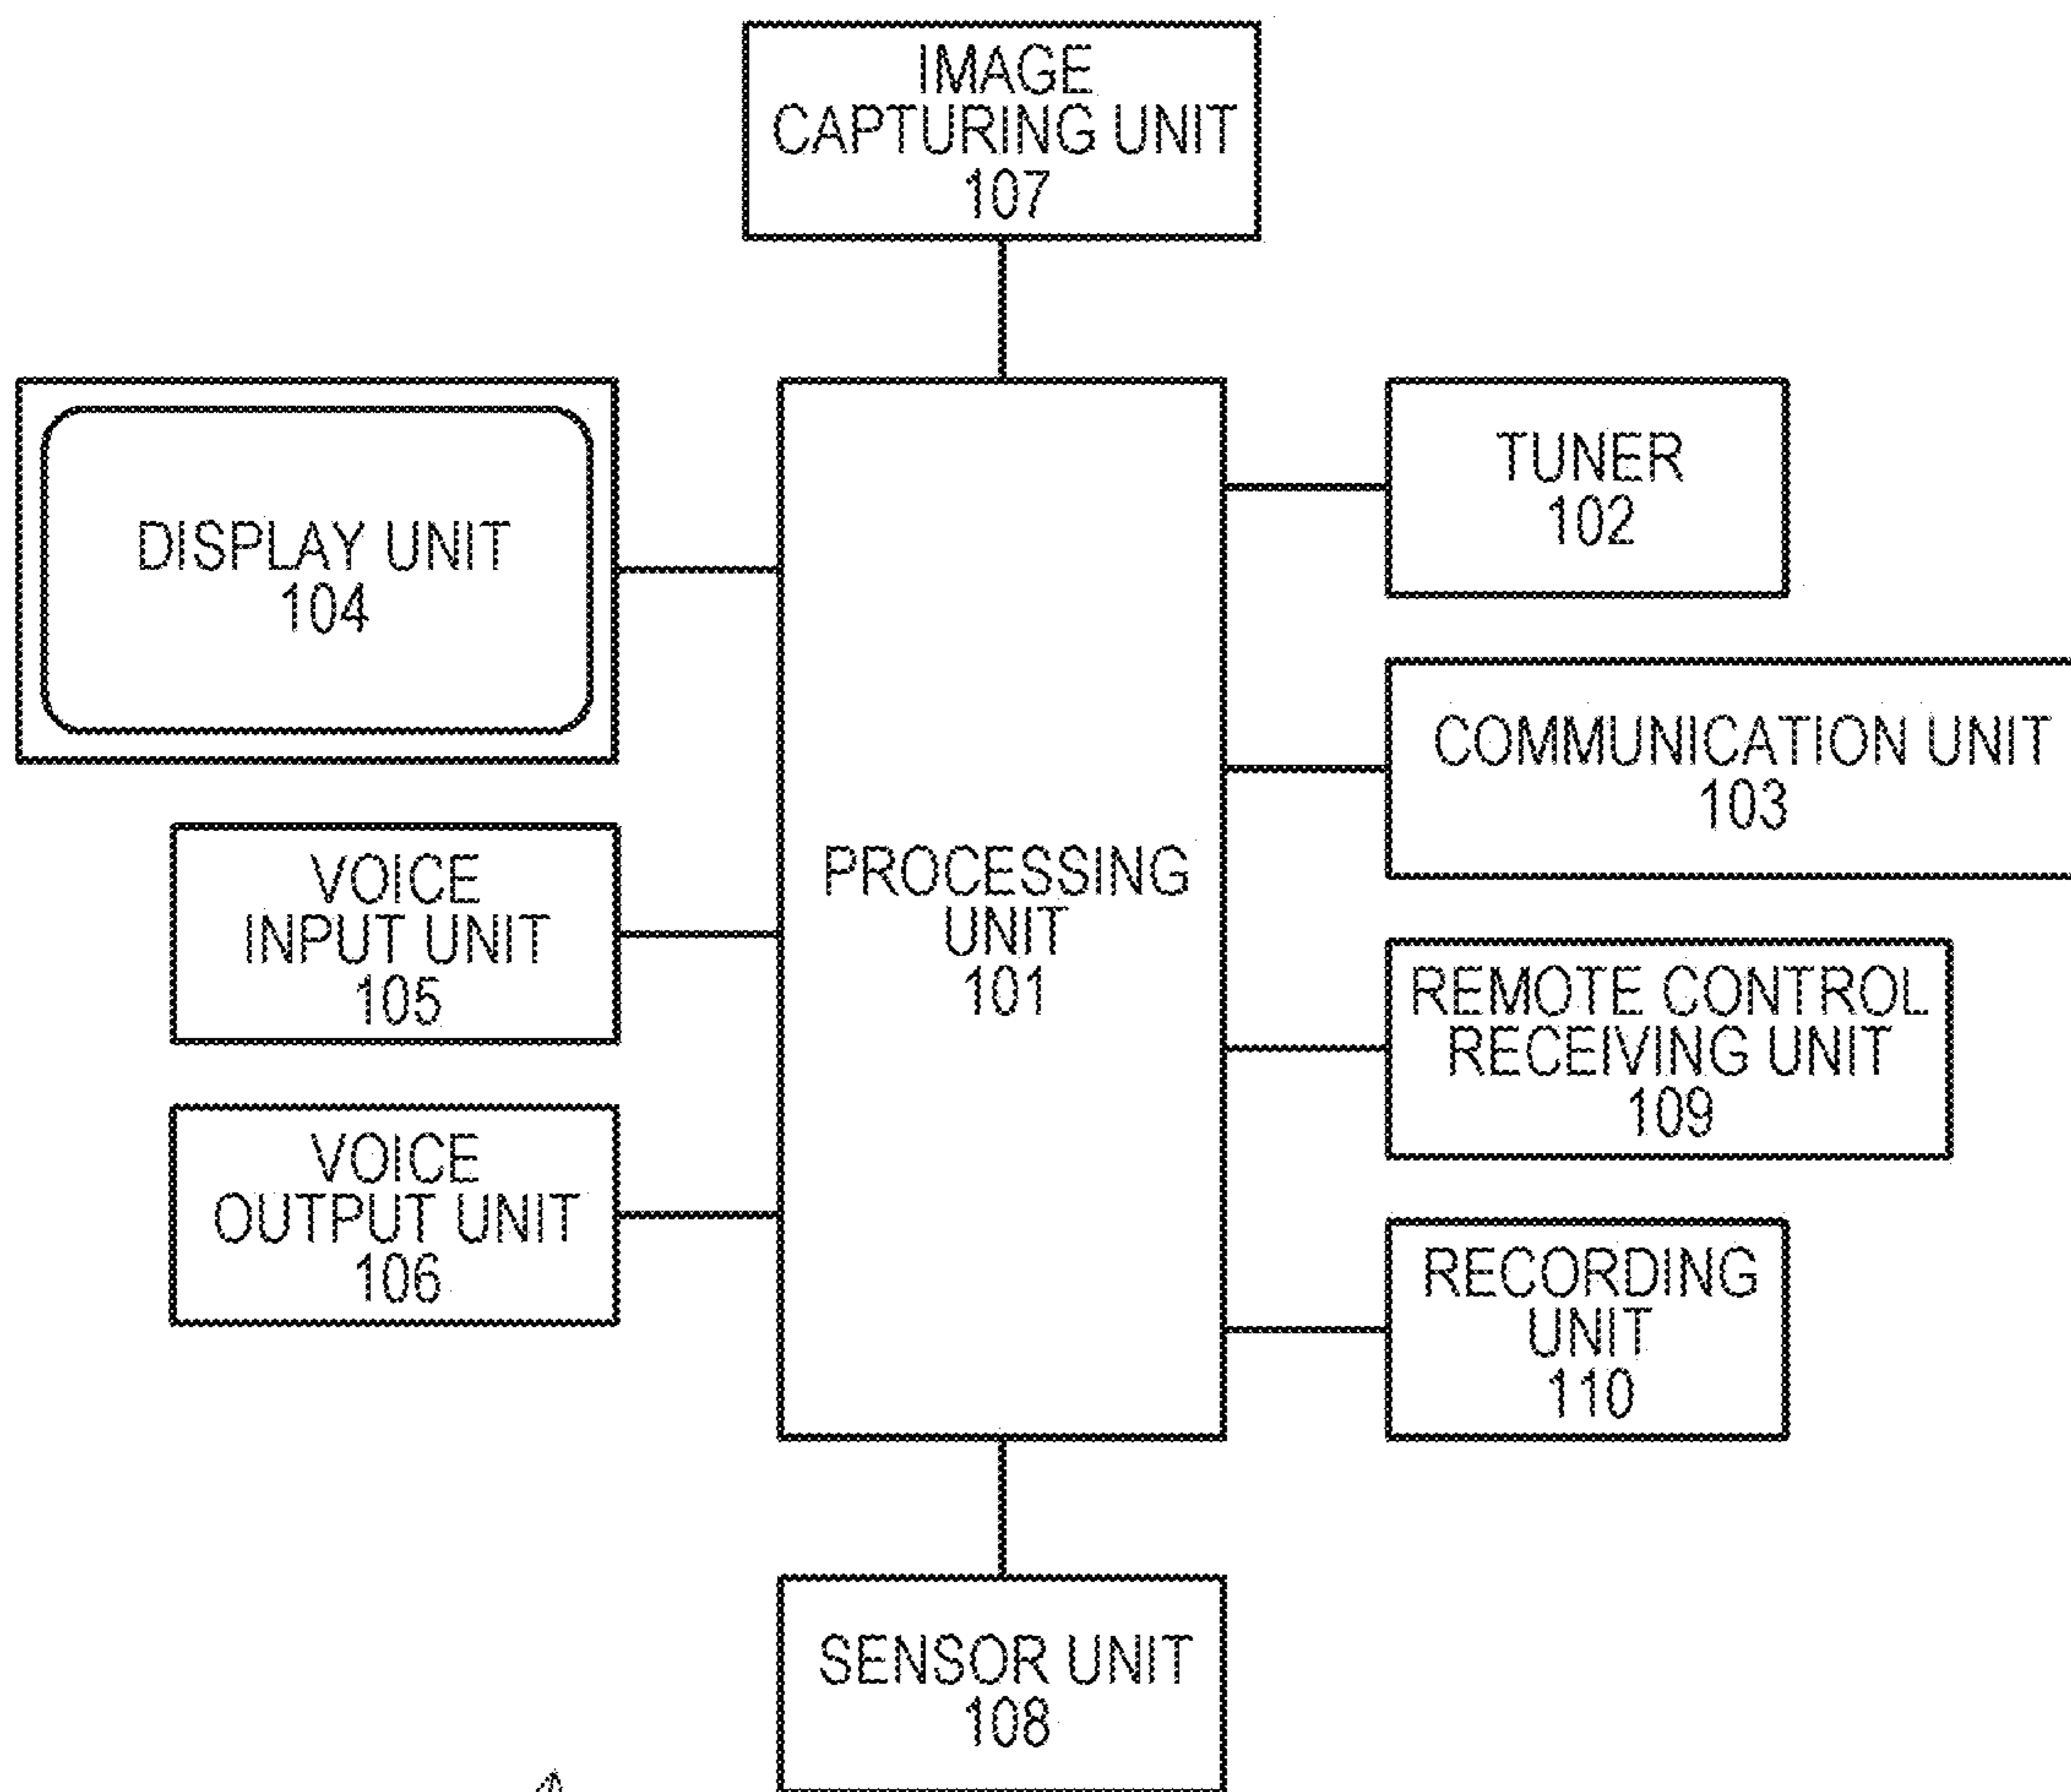 IMAGE
CAPTURING UNIT
107
DISPLAY UNIT
104
VOICE
INPUT UNIT
105
VOICE
OUTPUT UNIT
106
PROCESSING
UNIT
101
TUNER
102
COMMUNICATION UNIT
103
REMOTE CONTROL
RECEIVING UNIT
109
RECORDING
UNIT
110
SENSOR UNIT
108